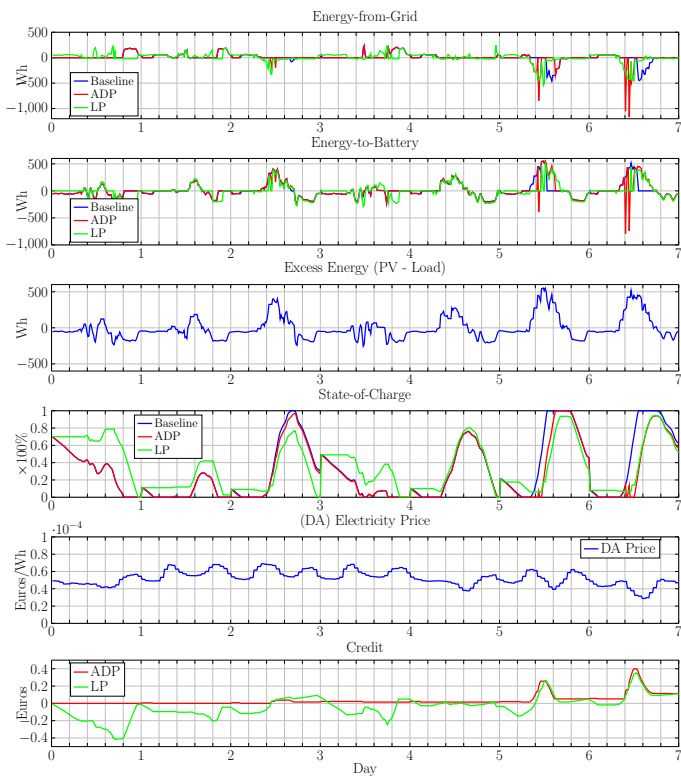 Energy-from-Grid
500
0
−500
−1,000
Wh
Baseline
ADP
LP
0 1 2 3 4 5 6 7
Energy-to-Battery
500
0
−500
−1,000
Wh
Baseline
ADP
LP
0 1 2 3 4 5 6 7
Excess Energy (PV - Load)
500
0
−500
Wh
0 1 2 3 4 5 6 7
State-of-Charge
1
0.8
0.6
0.4
0.2
0
×100%
Baseline
ADP
LP
0 1 2 3 4 5 6 7
(DA) Electricity Price
·10−4
1
0.8
0.6
0.4
0.2
0
Euros/Wh
DA Price
0 1 2 3 4 5 6 7
Credit
0.4
0.2
0
−0.2
−0.4
Euros
ADP
LP
0 1 2 3 4 5 6 7
Day